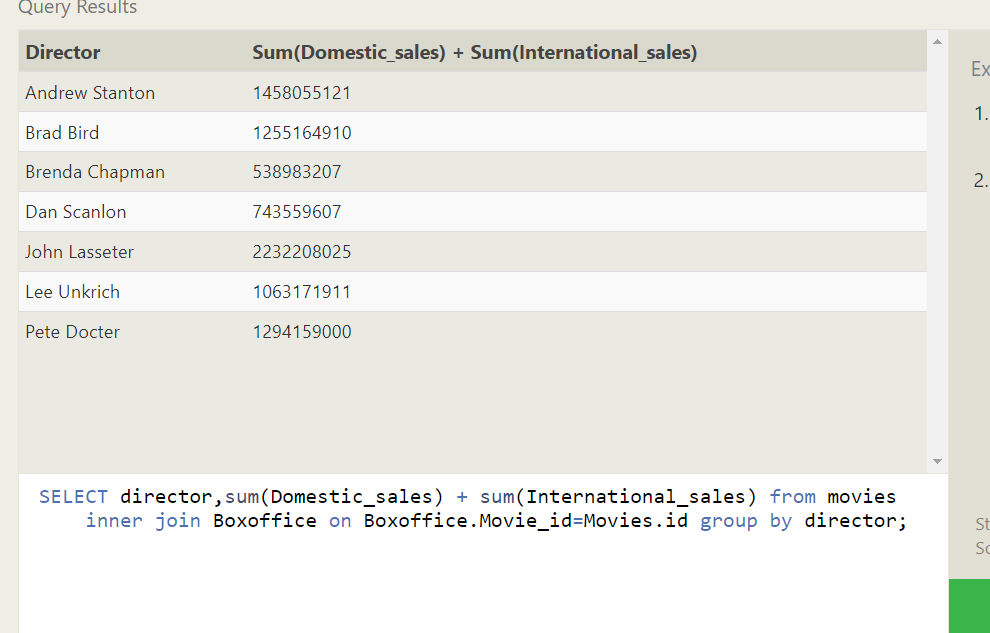 Query Results
Director Sum(Domestic_sales) + Sum(International_sales)
Andrew Stanton 1458055121
Brad Bird 1255164910
Brenda Chapman 538983207
Dan Scanlon 743559607
John Lasseter 2232208025
Lee Unkrich 1063171911
Pete Docter 1294159000
SELECT director,sum(Domestic_sales) + sum(International_sales) from movies
inner join Boxoffice on Boxoffice.Movie_id=Movies.id group by director;
Ex
1.
2.
St